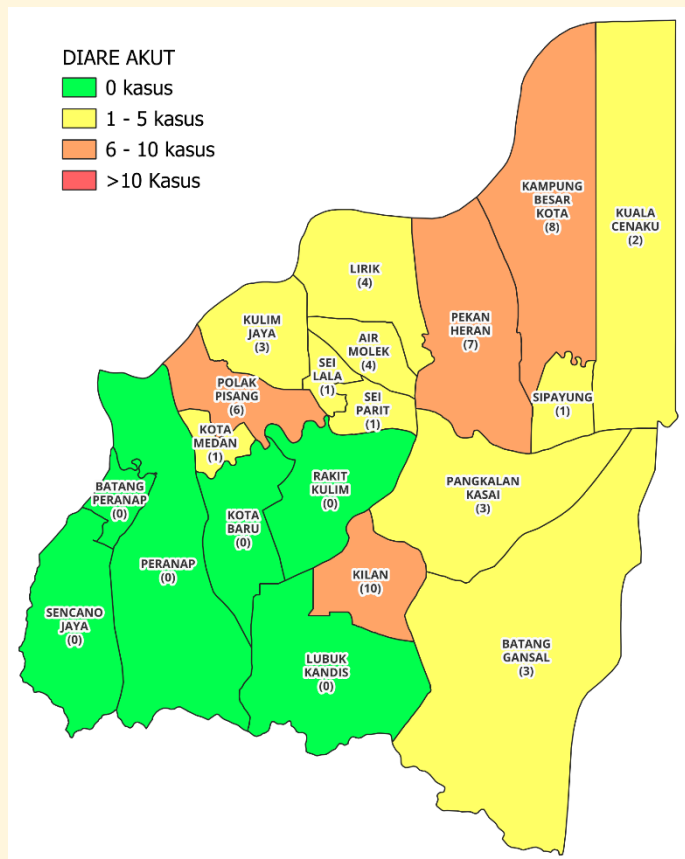 DIARE AKUT
0 kasus
1 - 5 kasus
6 - 10 kasus
>10 Kasus
KAMPUNG
BESAR
KOTA
(8)
KUALA
CENAKU
(2)
LIRIK
(4)
PEKAN
HERAN
(7)
KULIM
JAYA
(3)
AIR
MOLEK
(4)
SEI
LALA
(1)
POLAK
PISANG
(6)
SEI
PARIT
(1)
SIPAYUNG
(1)
KOTA
MEDAN
(1)
BATANG
PERANAP
(0)
RAKIT
KULIM
(0)
PANGKALAN
KASAI
(3)
KOTA
BARU
(0)
PERANAP
(0)
KILAN
(10)
SENCANO
JAYA
(0)
LUBUK
KANDIS
(0)
BATANG
GANSAL
(3)